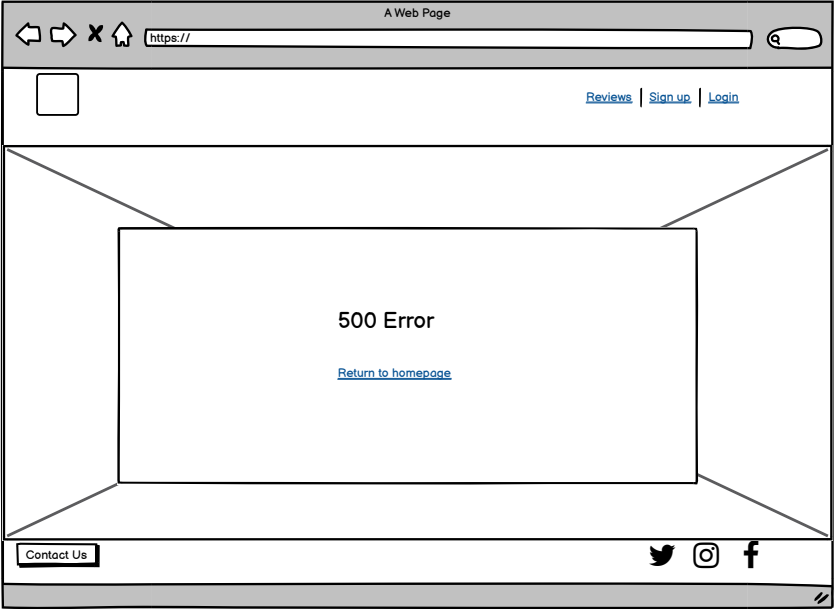 A Web Page
https://
Reviews
Sign up
Login
500 Error
Return to homepage
Contact Us